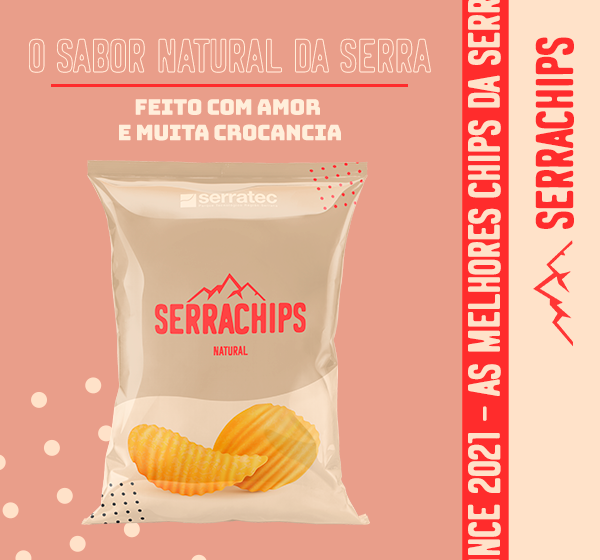 O SABOR NATURAL DA SERRA
FEITO COM AMOR
E MUITA CROCANCIA
serratec
SERRACHIPS
NATURAL
NCE 2021 – AS MELHORES CHIPS DA SERR
SERRACHIPS